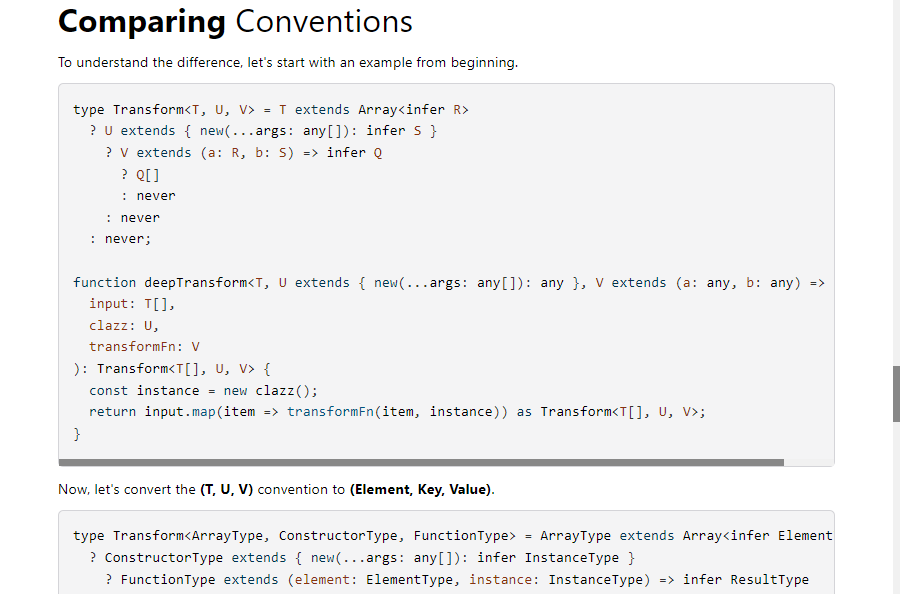 Comparing Conventions
To understand the difference, let's start with an example from beginning.
type Transform<T, U, V> = T extends Array<infer R>
  ? U extends { new(...args: any[]): infer S }
    ? V extends (a: R, b: S) => infer Q
      ? Q[]
      : never
    : never
  : never;
function deepTransform<T, U extends { new(...args: any[]): any }, V extends (a: any, b: any) =>
  input: T[],
  clazz: U,
  transformFn: V
): Transform<T[], U, V> {
  const instance = new clazz();
  return input.map(item => transformFn(item, instance)) as Transform<T[], U, V>;
}
Now, let's convert the (T, U, V) convention to (Element, Key, Value).
type Transform<ArrayType, ConstructorType, FunctionType> = ArrayType extends Array<infer Element
  ? ConstructorType extends { new(...args: any[]): infer InstanceType }
    ? FunctionType extends (element: ElementType, instance: InstanceType) => infer ResultType